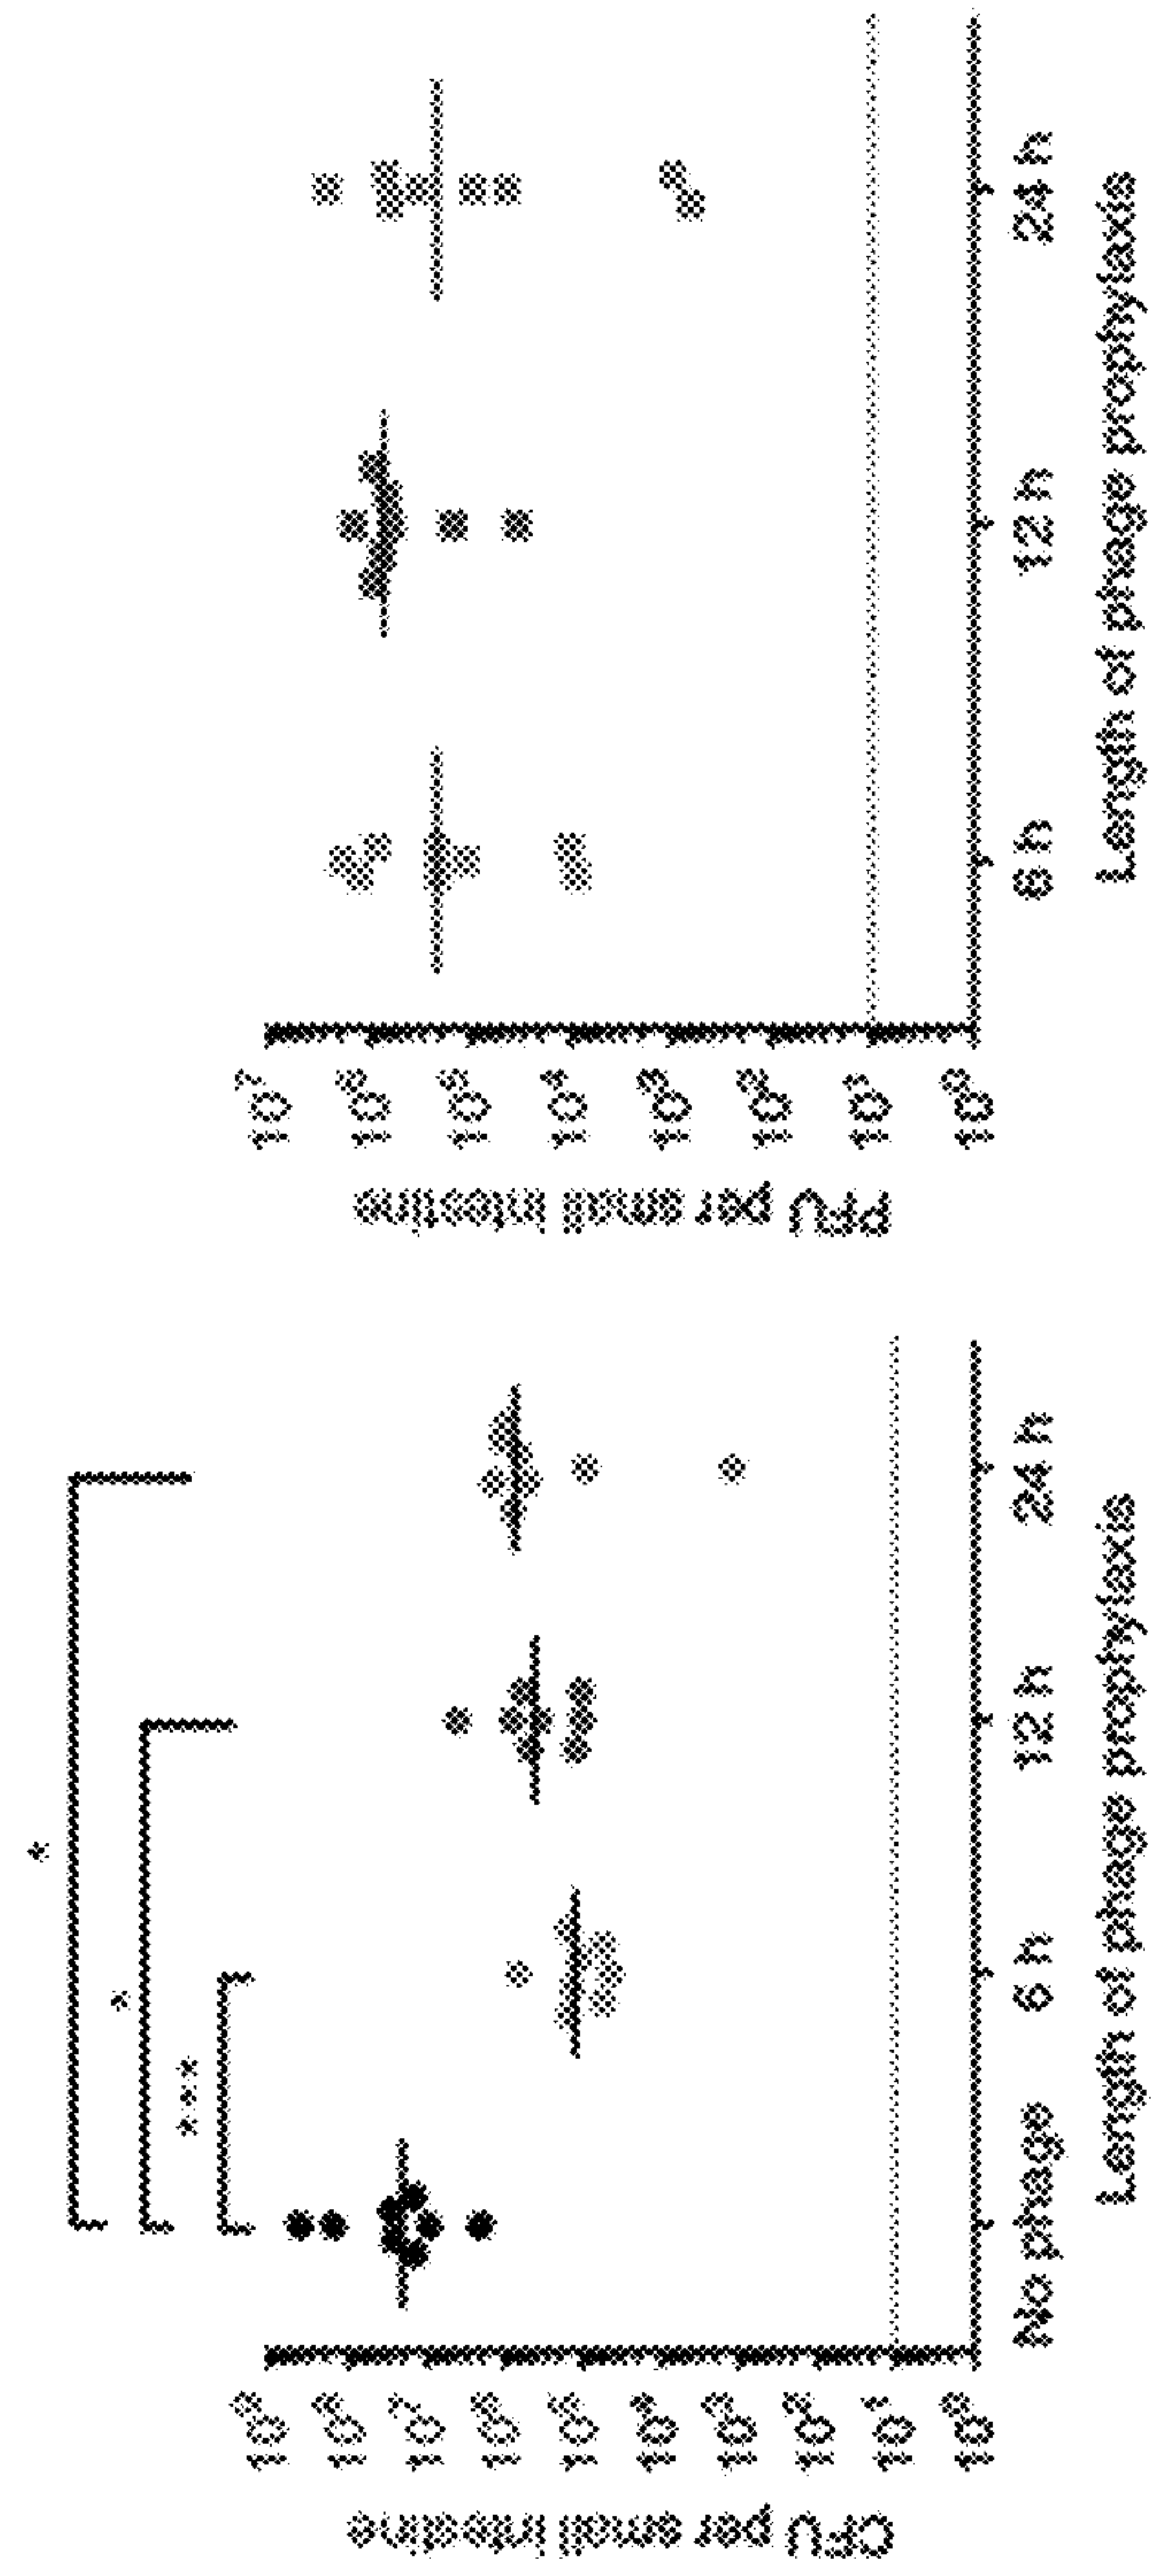 *
*
***
CFU per small intestine
10⁹
10⁸
10⁷
10⁶
10⁵
10⁴
10³
10²
10¹
10⁰
No phage
6 h
12 h
24 h
Length of phage prophylaxis
PFU per small intestine
10⁷
10⁶
10⁵
10⁴
10³
10²
10¹
10⁰
6 h
12 h
24 h
Length of phage prophylaxis